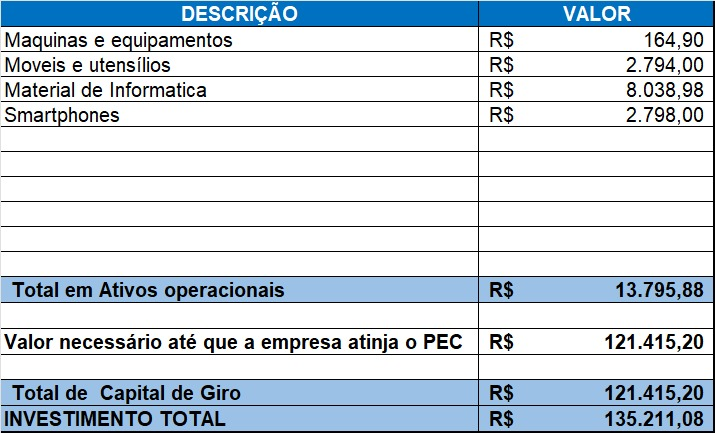 DESCRIÇÃO VALOR
Maquinas e equipamentos R$ 164,90
Moveis e utensílios R$ 2.794,00
Material de Informatica R$ 8.038,98
Smartphones R$ 2.798,00
Total em Ativos operacionais R$ 13.795,88
Valor necessário até que a empresa atinja o PEC R$ 121.415,20
Total de Capital de Giro R$ 121.415,20
INVESTIMENTO TOTAL R$ 135.211,08